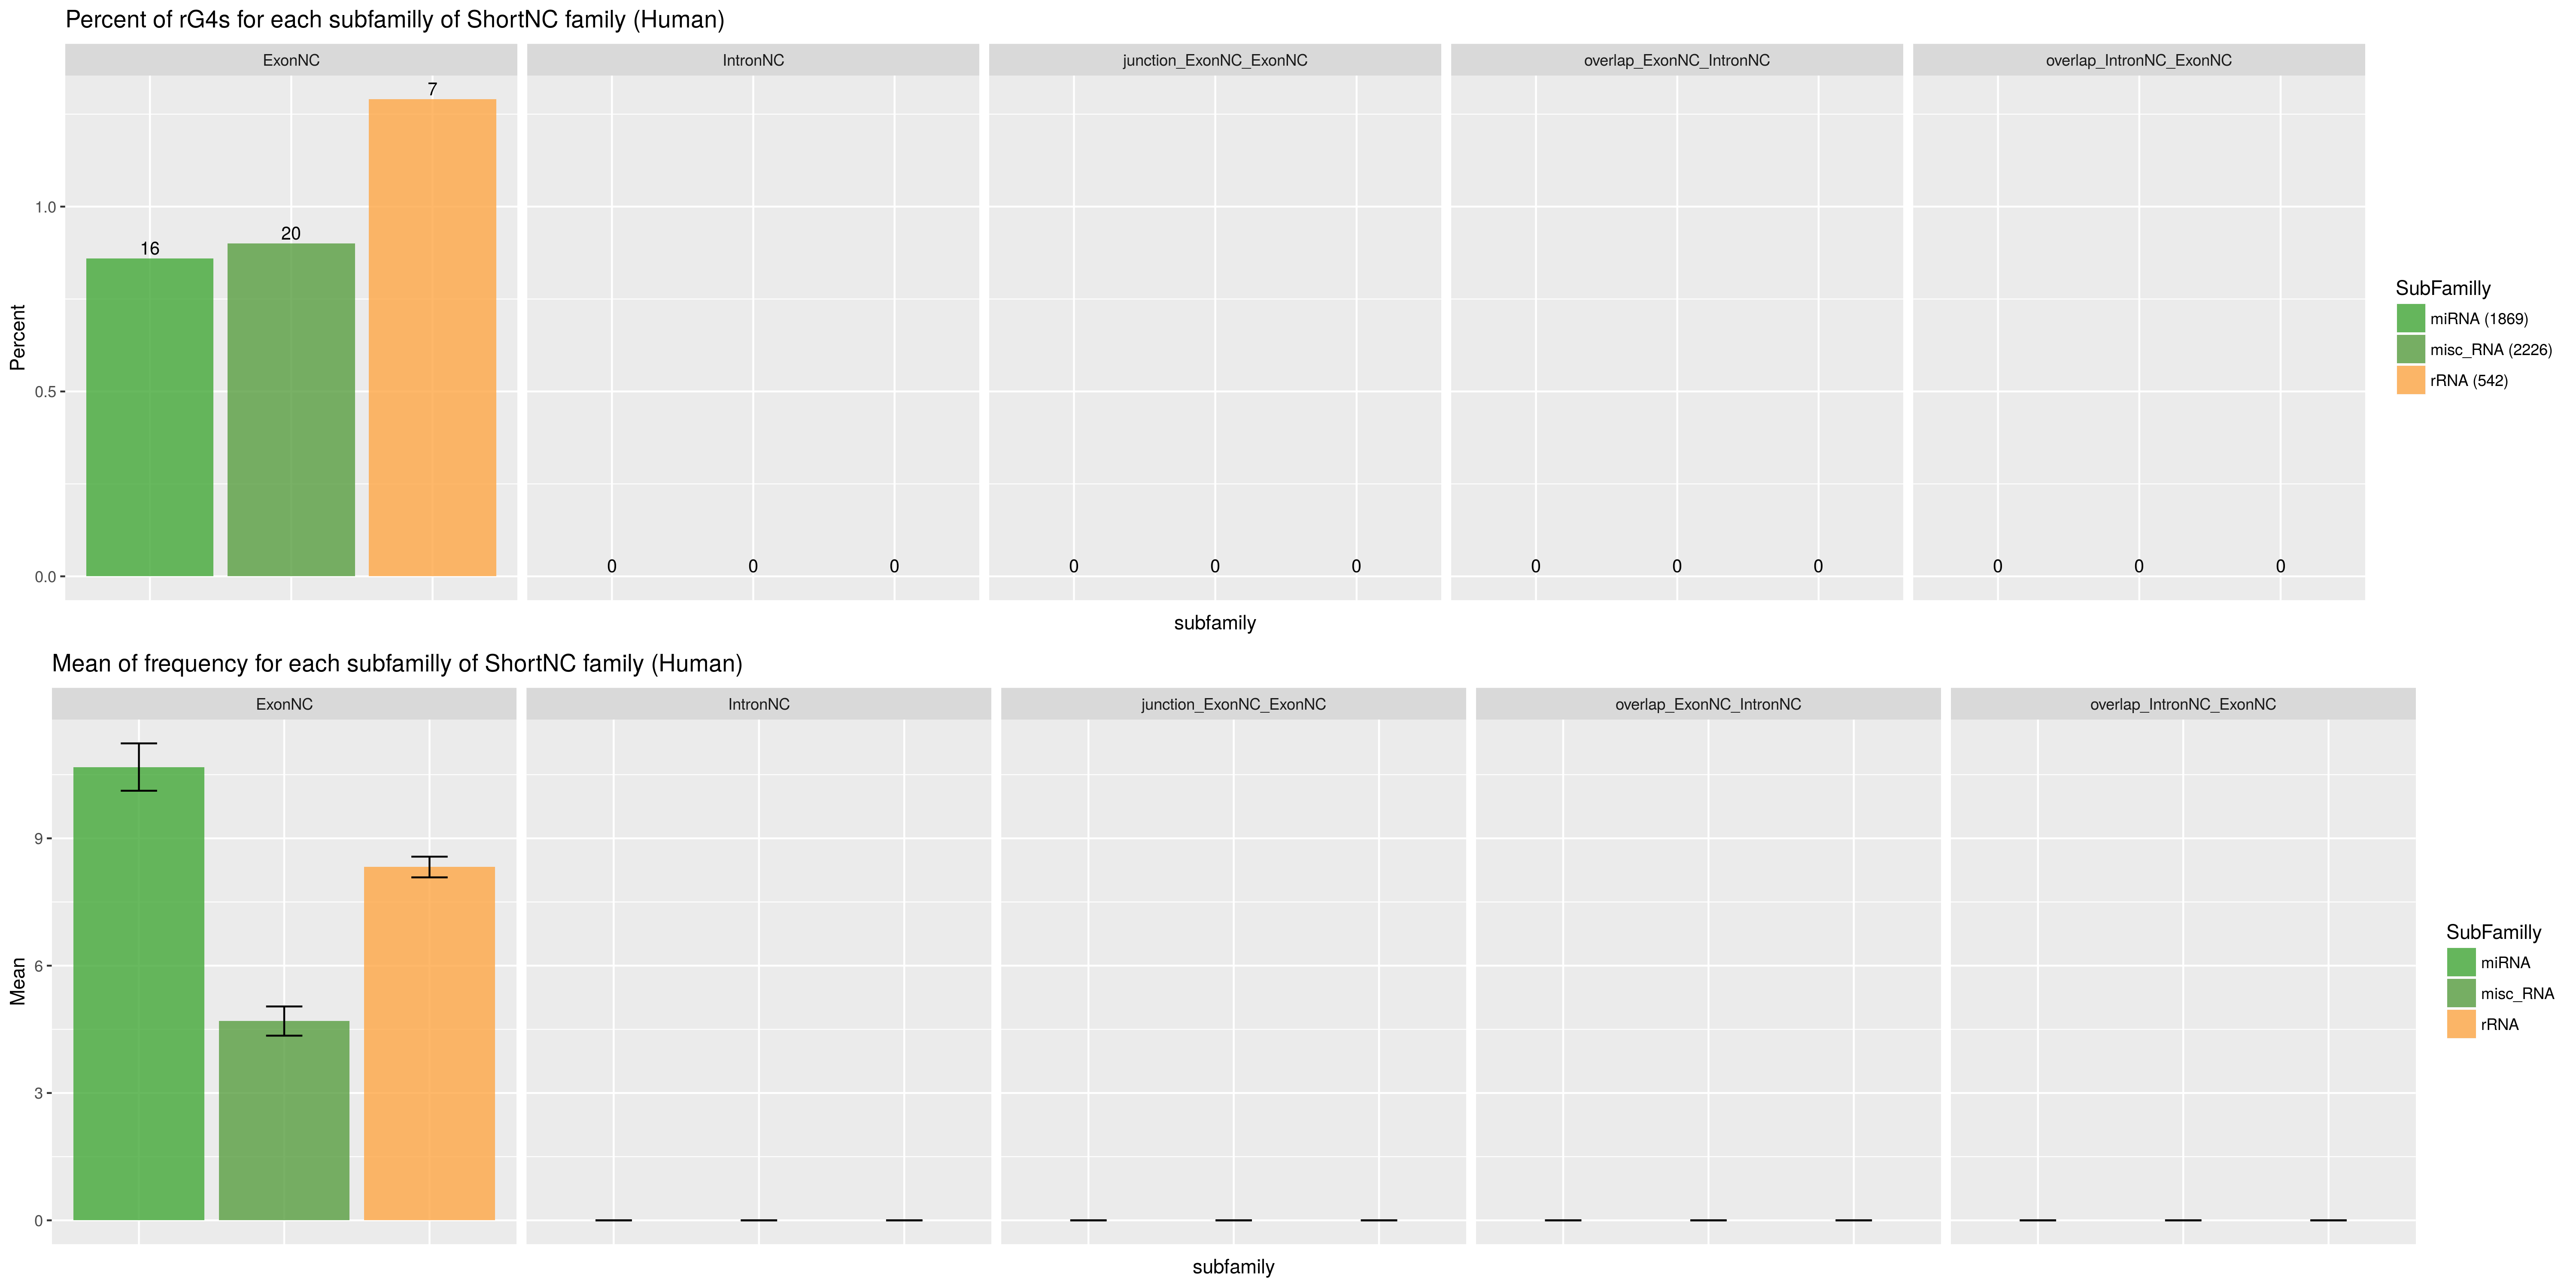 Percent of rG4s for each subfamilly of ShortNC family (Human)
ExonNC
IntronNC
junction_ExonNC_ExonNC
overlap_ExonNC_IntronNC
overlap_IntronNC_ExonNC
Percent
1.0
0.5
0.0
16
20
7
0
0
0
0
0
0
0
0
0
0
0
0
subfamily
SubFamilly
miRNA (1869)
misc_RNA (2226)
rRNA (542)
Mean of frequency for each subfamilly of ShortNC family (Human)
ExonNC
IntronNC
junction_ExonNC_ExonNC
overlap_ExonNC_IntronNC
overlap_IntronNC_ExonNC
Mean
9
6
3
0
subfamily
SubFamilly
miRNA
misc_RNA
rRNA